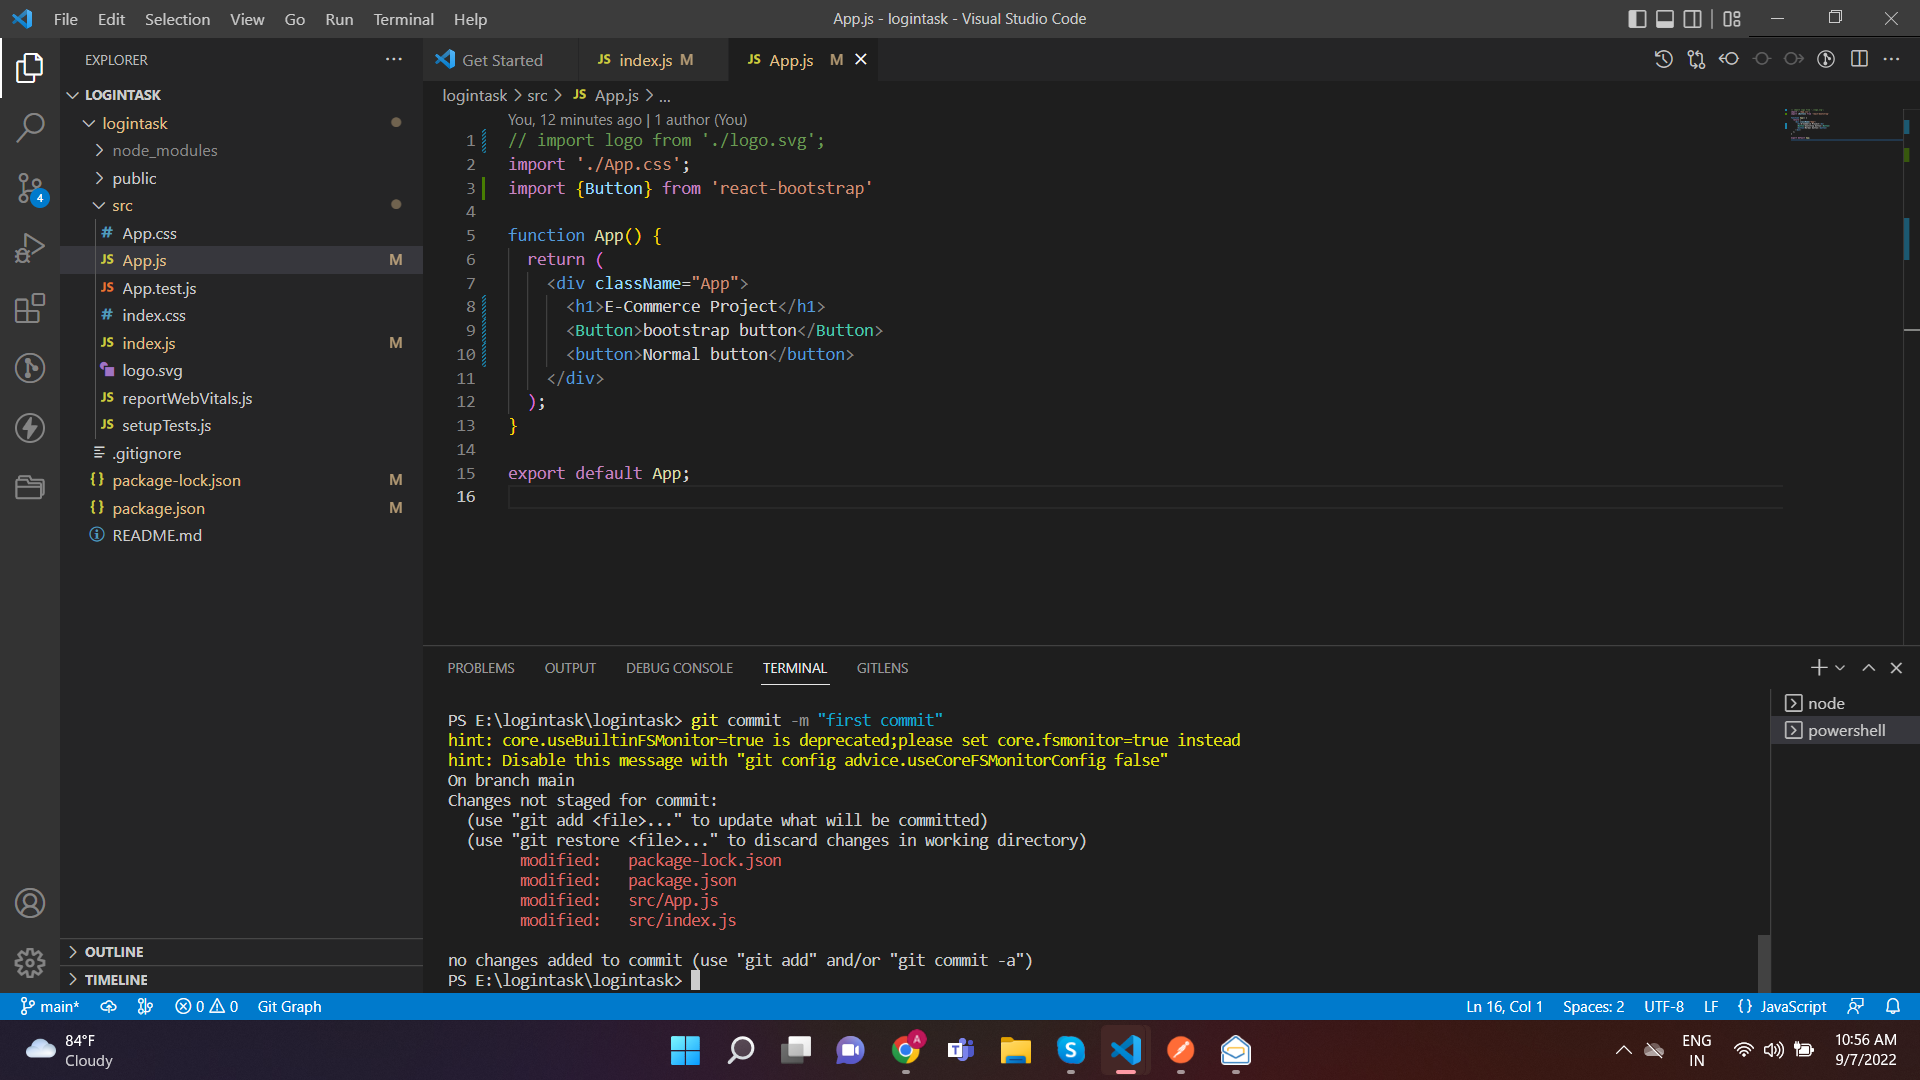 File Edit Selection View Go Run Terminal Help
App.js - logintask - Visual Studio Code
EXPLORER
LOGINTASK
logintask
node_modules
public
src
# App.css
JS App.js M
JS App.test.js
# index.css
JS index.js M
logo.svg
JS reportWebVitals.js
JS setupTests.js
.gitignore
{} package-lock.json M
{} package.json M
README.md
OUTLINE
TIMELINE
4
Get Started
JS index.js M
JS App.js M
logintask > src > JS App.js > ...
You, 12 minutes ago | 1 author (You)
1 // import logo from './logo.svg';
2 import './App.css';
3 import {Button} from 'react-bootstrap'
4
5 function App() {
6 return (
7 <div className="App">
8 <h1>E-Commerce Project</h1>
9 <Button>bootstrap button</Button>
10 <button>Normal button</button>
11 </div>
12 );
13 }
14
15 export default App;
16
PROBLEMS OUTPUT DEBUG CONSOLE TERMINAL GITLENS
node
powershell
PS E:\logintask\logintask> git commit -m "first commit"
hint: core.useBuiltinFSMonitor=true is deprecated;please set core.fsmonitor=true instead
hint: Disable this message with "git config advice.useCoreFSMonitorConfig false"
On branch main
Changes not staged for commit:
(use "git add <file>..." to update what will be committed)
(use "git restore <file>..." to discard changes in working directory)
modified: package-lock.json
modified: package.json
modified: src/App.js
modified: src/index.js
no changes added to commit (use "git add" and/or "git commit -a")
PS E:\logintask\logintask>
main* 0 0 Git Graph
Ln 16, Col 1 Spaces: 2 UTF-8 LF {} JavaScript
84°F
Cloudy
A
S
ENG
IN
10:56 AM
9/7/2022